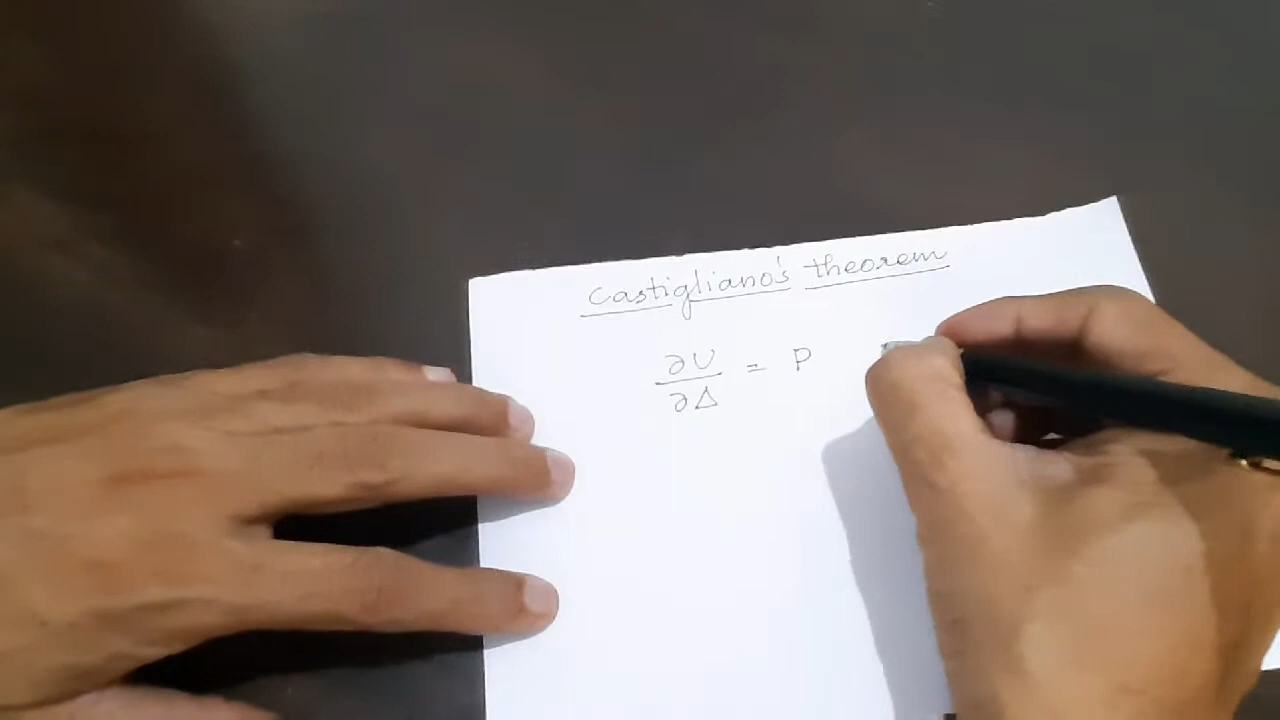 Castigliano's theorem
∂U/∂Δ = P